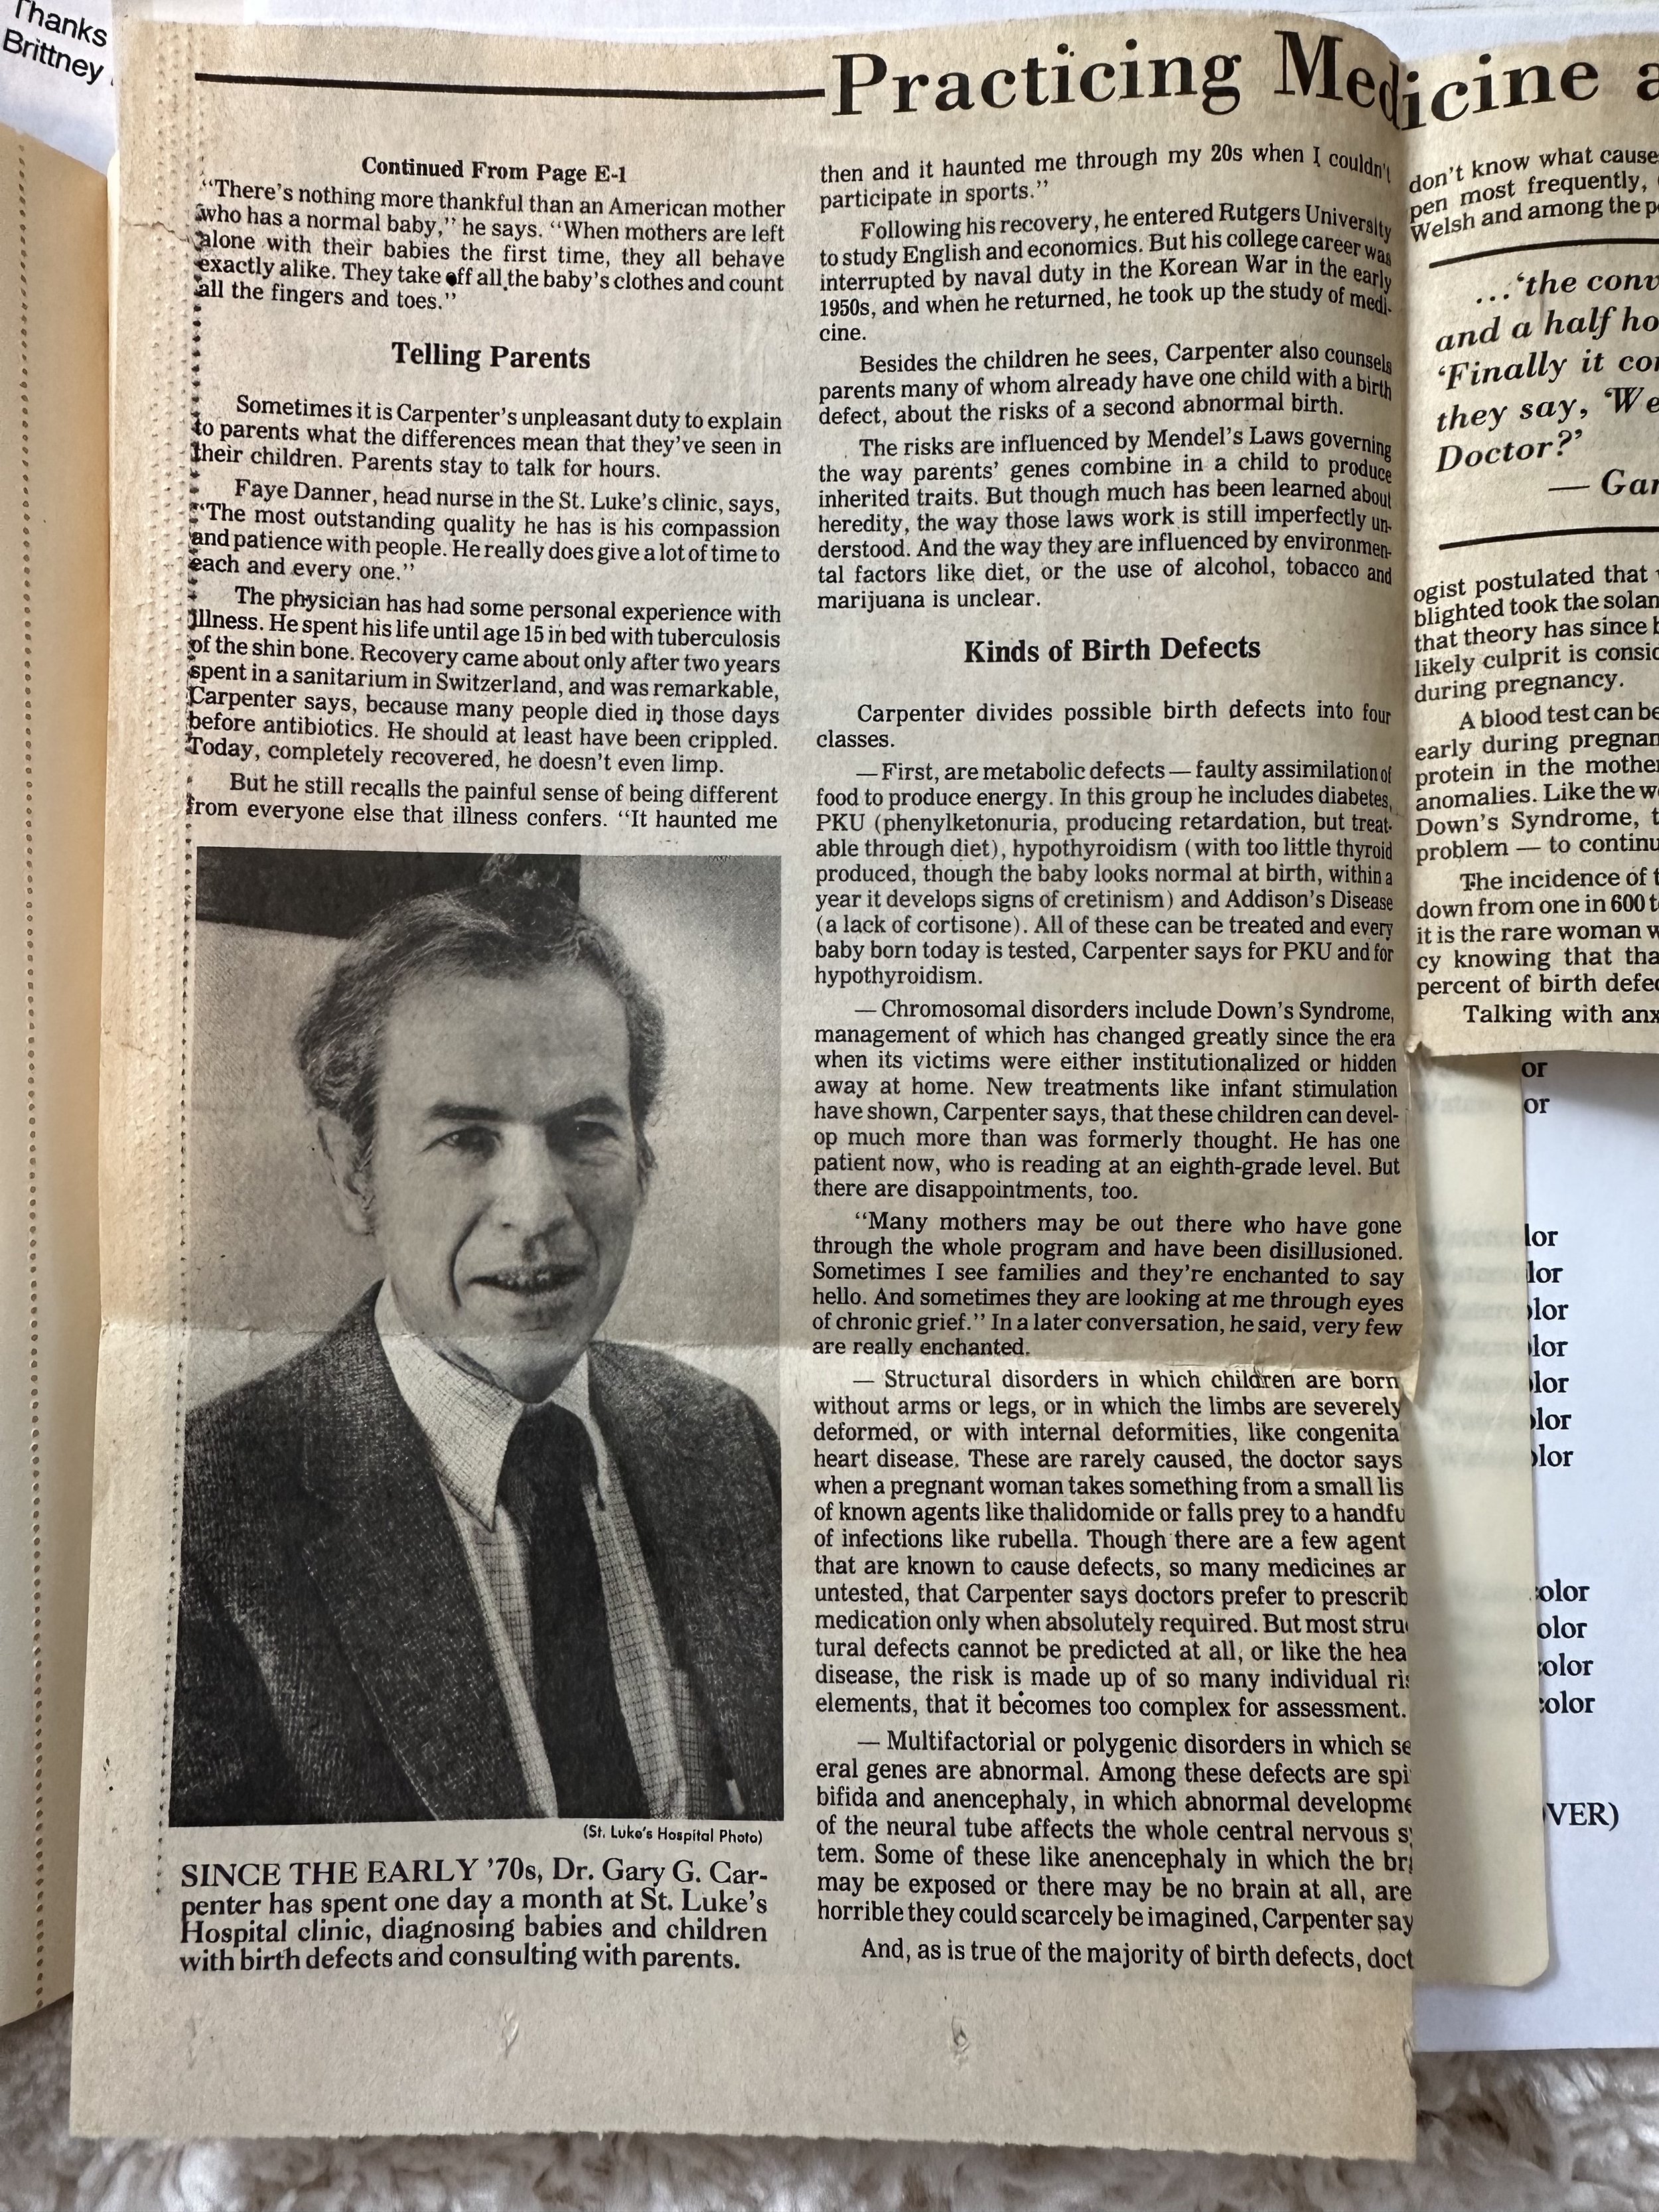 Thanks
Brittney
Practicing Medicine a
Continued From Page E-1
“There’s nothing more thankful than an American mother
who has a normal baby,” he says. “When mothers are left
alone with their babies the first time, they all behave
exactly alike. They take off all the baby’s clothes and count
all the fingers and toes.”
Telling Parents
Sometimes it is Carpenter’s unpleasant duty to explain
to parents what the differences mean that they’ve seen in
their children. Parents stay to talk for hours.
Faye Danner, head nurse in the St. Luke’s clinic, says,
“The most outstanding quality he has is his compassion
and patience with people. He really does give a lot of time to
each and every one.”
The physician has had some personal experience with
illness. He spent his life until age 15 in bed with tuberculosis
of the shin bone. Recovery came about only after two years
spent in a sanitarium in Switzerland, and was remarkable,
Carpenter says, because many people died in those days
before antibiotics. He should at least have been crippled.
Today, completely recovered, he doesn’t even limp.
But he still recalls the painful sense of being different
from everyone else that illness confers. “It haunted me
(St. Luke’s Hospital Photo)
SINCE THE EARLY ’70s, Dr. Gary G. Car-
penter has spent one day a month at St. Luke’s
Hospital clinic, diagnosing babies and children
with birth defects and consulting with parents.
then and it haunted me through my 20s when I couldn’t
participate in sports.”
Following his recovery, he entered Rutgers University
to study English and economics. But his college career was
interrupted by naval duty in the Korean War in the early
1950s, and when he returned, he took up the study of medi-
cine.
Besides the children he sees, Carpenter also counsels
parents many of whom already have one child with a birth
defect, about the risks of a second abnormal birth.
The risks are influenced by Mendel’s Laws governing
the way parents’ genes combine in a child to produce
inherited traits. But though much has been learned about
heredity, the way those laws work is still imperfectly un-
derstood. And the way they are influenced by environmen-
tal factors like diet, or the use of alcohol, tobacco and
marijuana is unclear.
Kinds of Birth Defects
Carpenter divides possible birth defects into four
classes.
— First, are metabolic defects — faulty assimilation of
food to produce energy. In this group he includes diabetes,
PKU (phenylketonuria, producing retardation, but treat-
able through diet), hypothyroidism (with too little thyroid
produced, though the baby looks normal at birth, within a
year it develops signs of cretinism) and Addison’s Disease
(a lack of cortisone). All of these can be treated and every
baby born today is tested, Carpenter says for PKU and for
hypothyroidism.
— Chromosomal disorders include Down’s Syndrome,
management of which has changed greatly since the era
when its victims were either institutionalized or hidden
away at home. New treatments like infant stimulation
have shown, Carpenter says, that these children can devel-
op much more than was formerly thought. He has one
patient now, who is reading at an eighth-grade level. But
there are disappointments, too.
“Many mothers may be out there who have gone
through the whole program and have been disillusioned.
Sometimes I see families and they’re enchanted to say
hello. And sometimes they are looking at me through eyes
of chronic grief.” In a later conversation, he said, very few
are really enchanted.
— Structural disorders in which children are born
without arms or legs, or in which the limbs are severely
deformed, or with internal deformities, like congenita
heart disease. These are rarely caused, the doctor says
when a pregnant woman takes something from a small lis
of known agents like thalidomide or falls prey to a handfu
of infections like rubella. Though there are a few agent
that are known to cause defects, so many medicines ar
untested, that Carpenter says doctors prefer to prescrib
medication only when absolutely required. But most stru
tural defects cannot be predicted at all, or like the hea
disease, the risk is made up of so many individual ris
elements, that it becomes too complex for assessment.
— Multifactorial or polygenic disorders in which se
eral genes are abnormal. Among these defects are spi
bifida and anencephaly, in which abnormal developme
of the neural tube affects the whole central nervous s
tem. Some of these like anencephaly in which the bra
may be exposed or there may be no brain at all, are
horrible they could scarcely be imagined, Carpenter say
And, as is true of the majority of birth defects, doct
don’t know what cause
pen most frequently,
Welsh and among the p
...‘the conv
and a half ho
‘Finally it co
they say, ‘We
Doctor?’
— Gar
ogist postulated that
blighted took the solan
that theory has since b
likely culprit is consid
during pregnancy.
A blood test can be
early during pregnan
protein in the mother
anomalies. Like the w
Down’s Syndrome, t
problem — to continu
The incidence of t
down from one in 600 t
it is the rare woman w
cy knowing that tha
percent of birth defec
Talking with anx
or
or
lor
lor
olor
lor
lor
olor
olor
color
olor
color
color
VER)